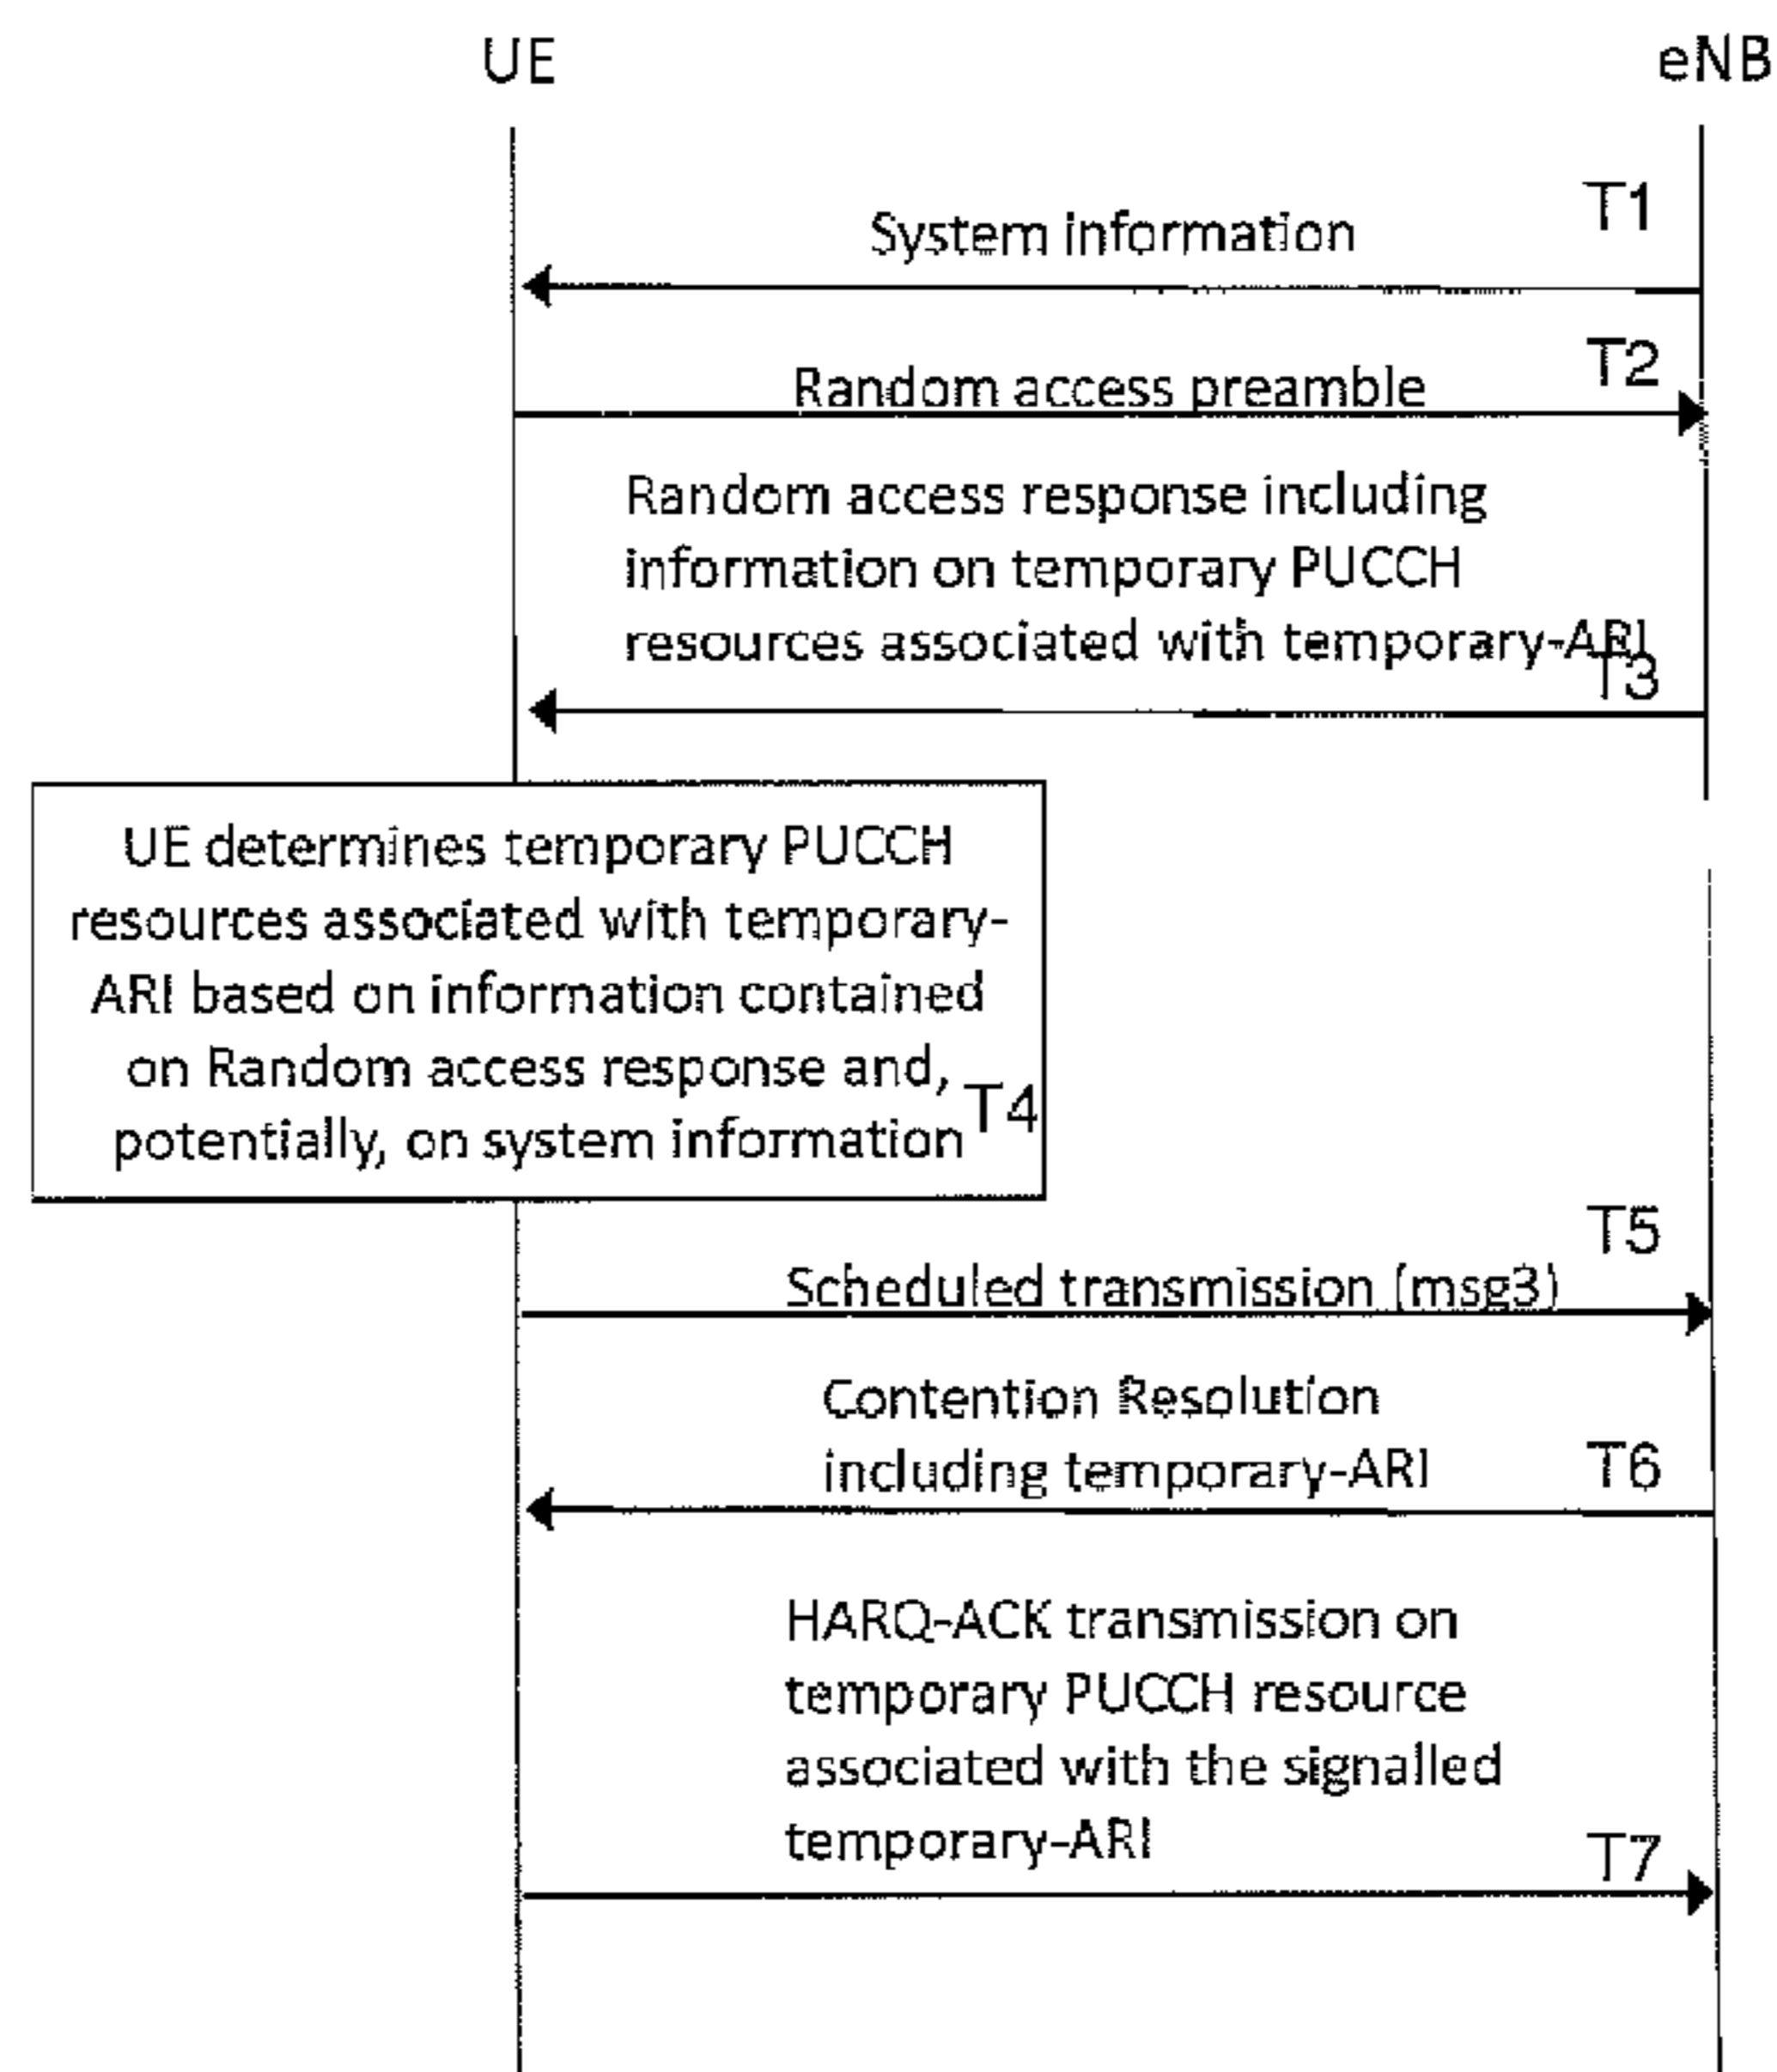 UE
eNB
T1
System information
T2
Random access preamble
Random access response including
information on temporary PUCCH
resources associated with temporary-ARI
T3
UE determines temporary PUCCH
resources associated with temporary-
ARI based on information contained
on Random access response and,
potentially, on system information
T4
T5
Scheduled transmission (msg3)
Contention Resolution
including temporary-ARI
T6
HARQ-ACK transmission on
temporary PUCCH resource
associated with the signalled
temporary-ARI
T7